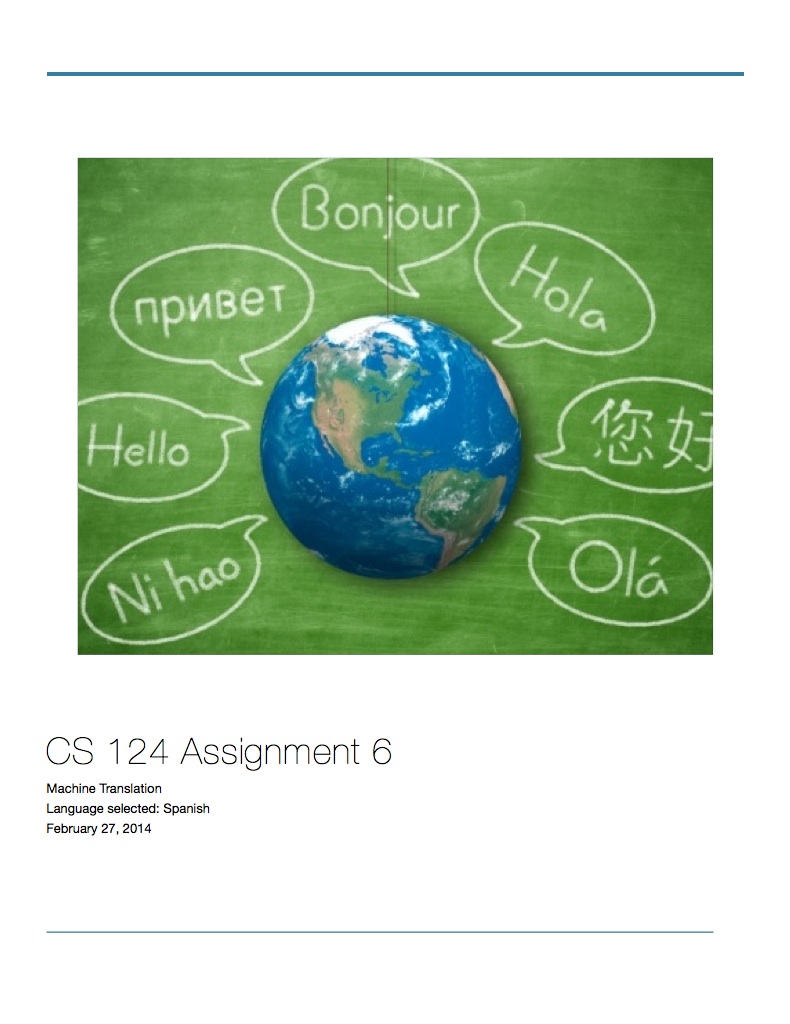 Bonjour
Hola
привет
Hello
您好
Ni hao
Olá
CS 124 Assignment 6
Machine Translation
Language selected: Spanish
February 27, 2014